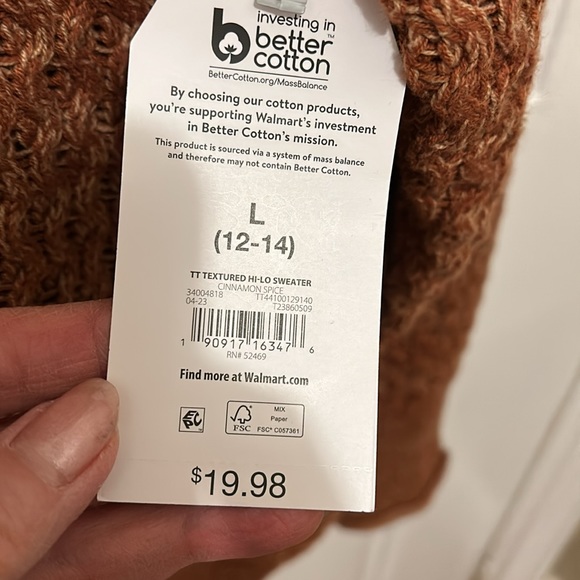 investing in
better
cotton™
BetterCotton.org/MassBalance
By choosing our cotton products,
you're supporting Walmart's investment
in Better Cotton's mission.
This product is sourced via a system of mass balance
and therefore may not contain Better Cotton.
L
(12-14)
TT TEXTURED HI-LO SWEATER
CINNAMON SPICE
34004818 TT44100129140
04-23 T23860509
1 90917 16347 6
RN# 52469
Find more at Walmart.com
FSC
MIX
Paper
FSC® C057361
$19.98